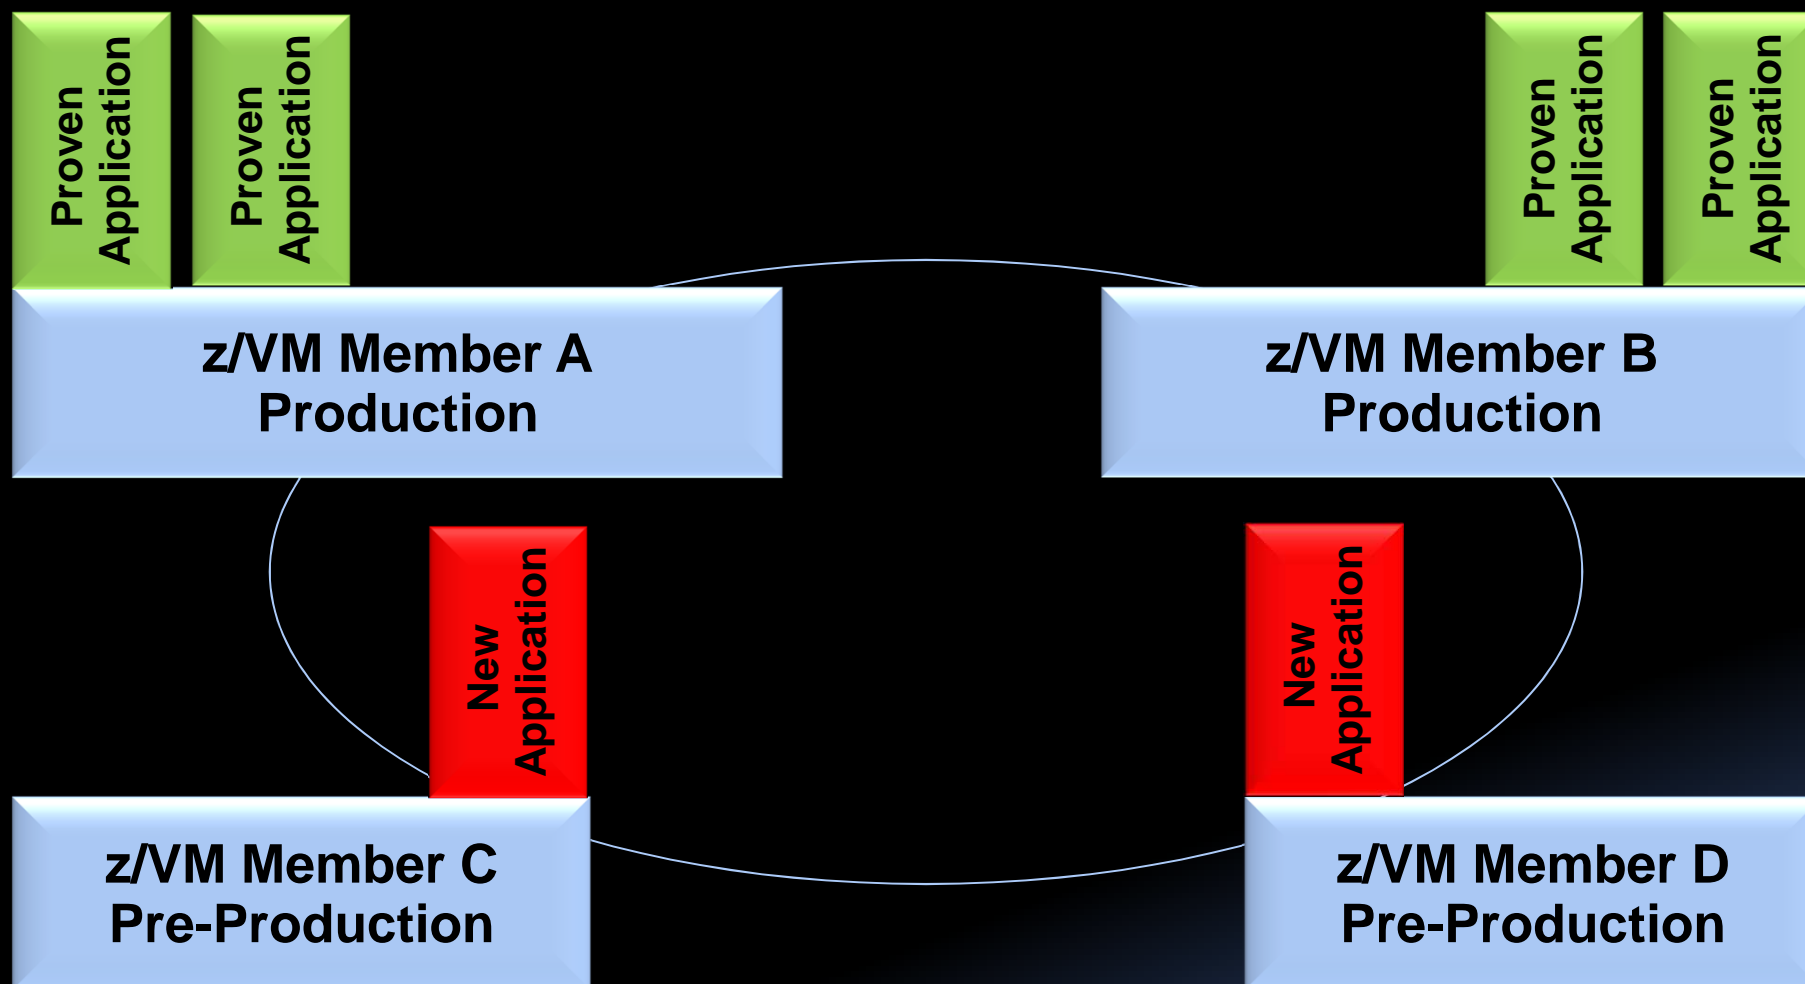 Proven
Application
Proven
Application
Proven
Application
Proven
Application
z/VM Member A
Production
z/VM Member B
Production
New
Application
New
Application
z/VM Member C
Pre-Production
z/VM Member D
Pre-Production